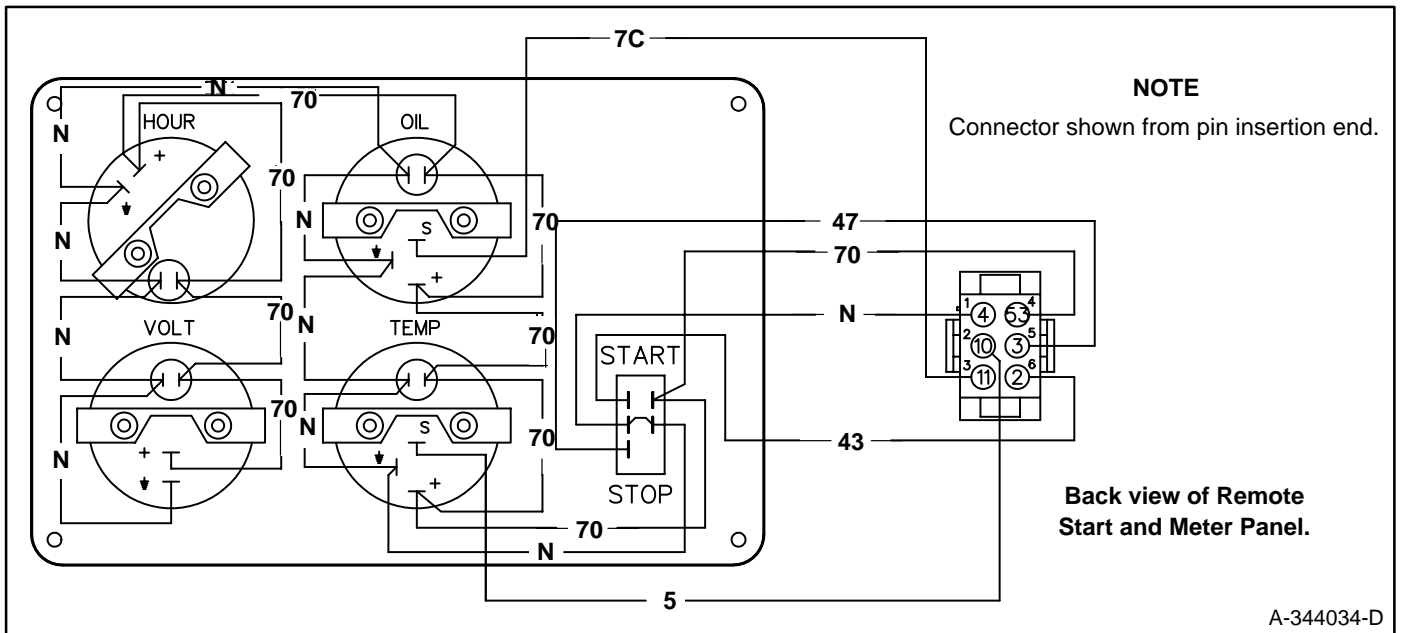 7C
NOTE
Connector shown from pin insertion end.
N
70
HOUR
OIL
N
+
70
N
S
70
47
N
+
70
1
4
53
4
N
2
10
3
5
N
VOLT
N
TEMP
70
START
3
11
2
6
70
N
S
70
43
N
+
+
STOP
Back view of Remote
Start and Meter Panel.
70
N
5
A-344034-D